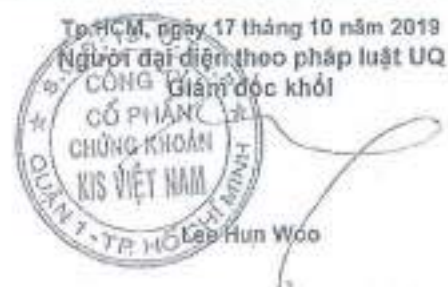 Tp.HCM, ngày 17 tháng 10 năm 2019
Người đại diện theo pháp luật UQ
Giám đốc khối
CÔNG TY
CỔ PHẦN
CHỨNG KHOÁN
KIS VIỆT NAM
QUẬN 1 - TP. HỒ CHÍ MINH
Lee Hun Woo